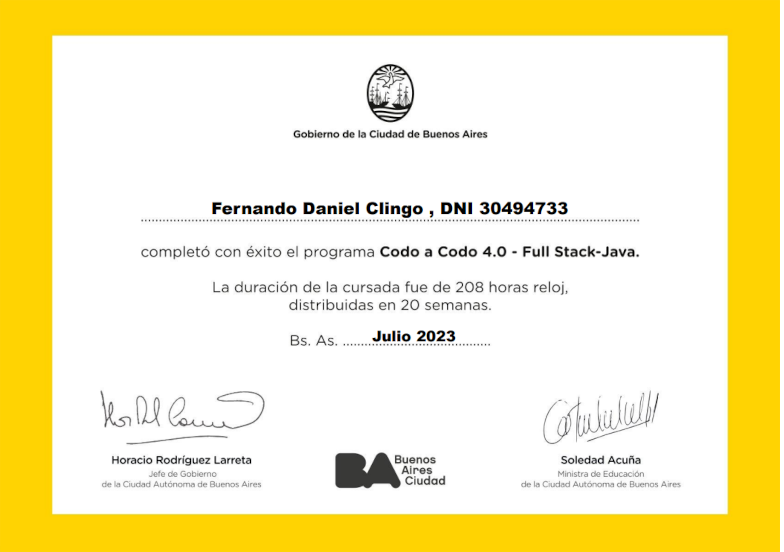 Gobierno de la Ciudad de Buenos Aires
Fernando Daniel Clingo , DNI 30494733
completó con éxito el programa Codo a Codo 4.0 - Full Stack-Java.
La duración de la cursada fue de 208 horas reloj,
distribuidas en 20 semanas.
Bs. As. ........Julio 2023........
Horacio Rodríguez Larreta
Jefe de Gobierno
de la Ciudad Autónoma de Buenos Aires
BA Buenos
Aires
Ciudad
Soledad Acuña
Ministra de Educación
de la Ciudad Autónoma de Buenos Aires